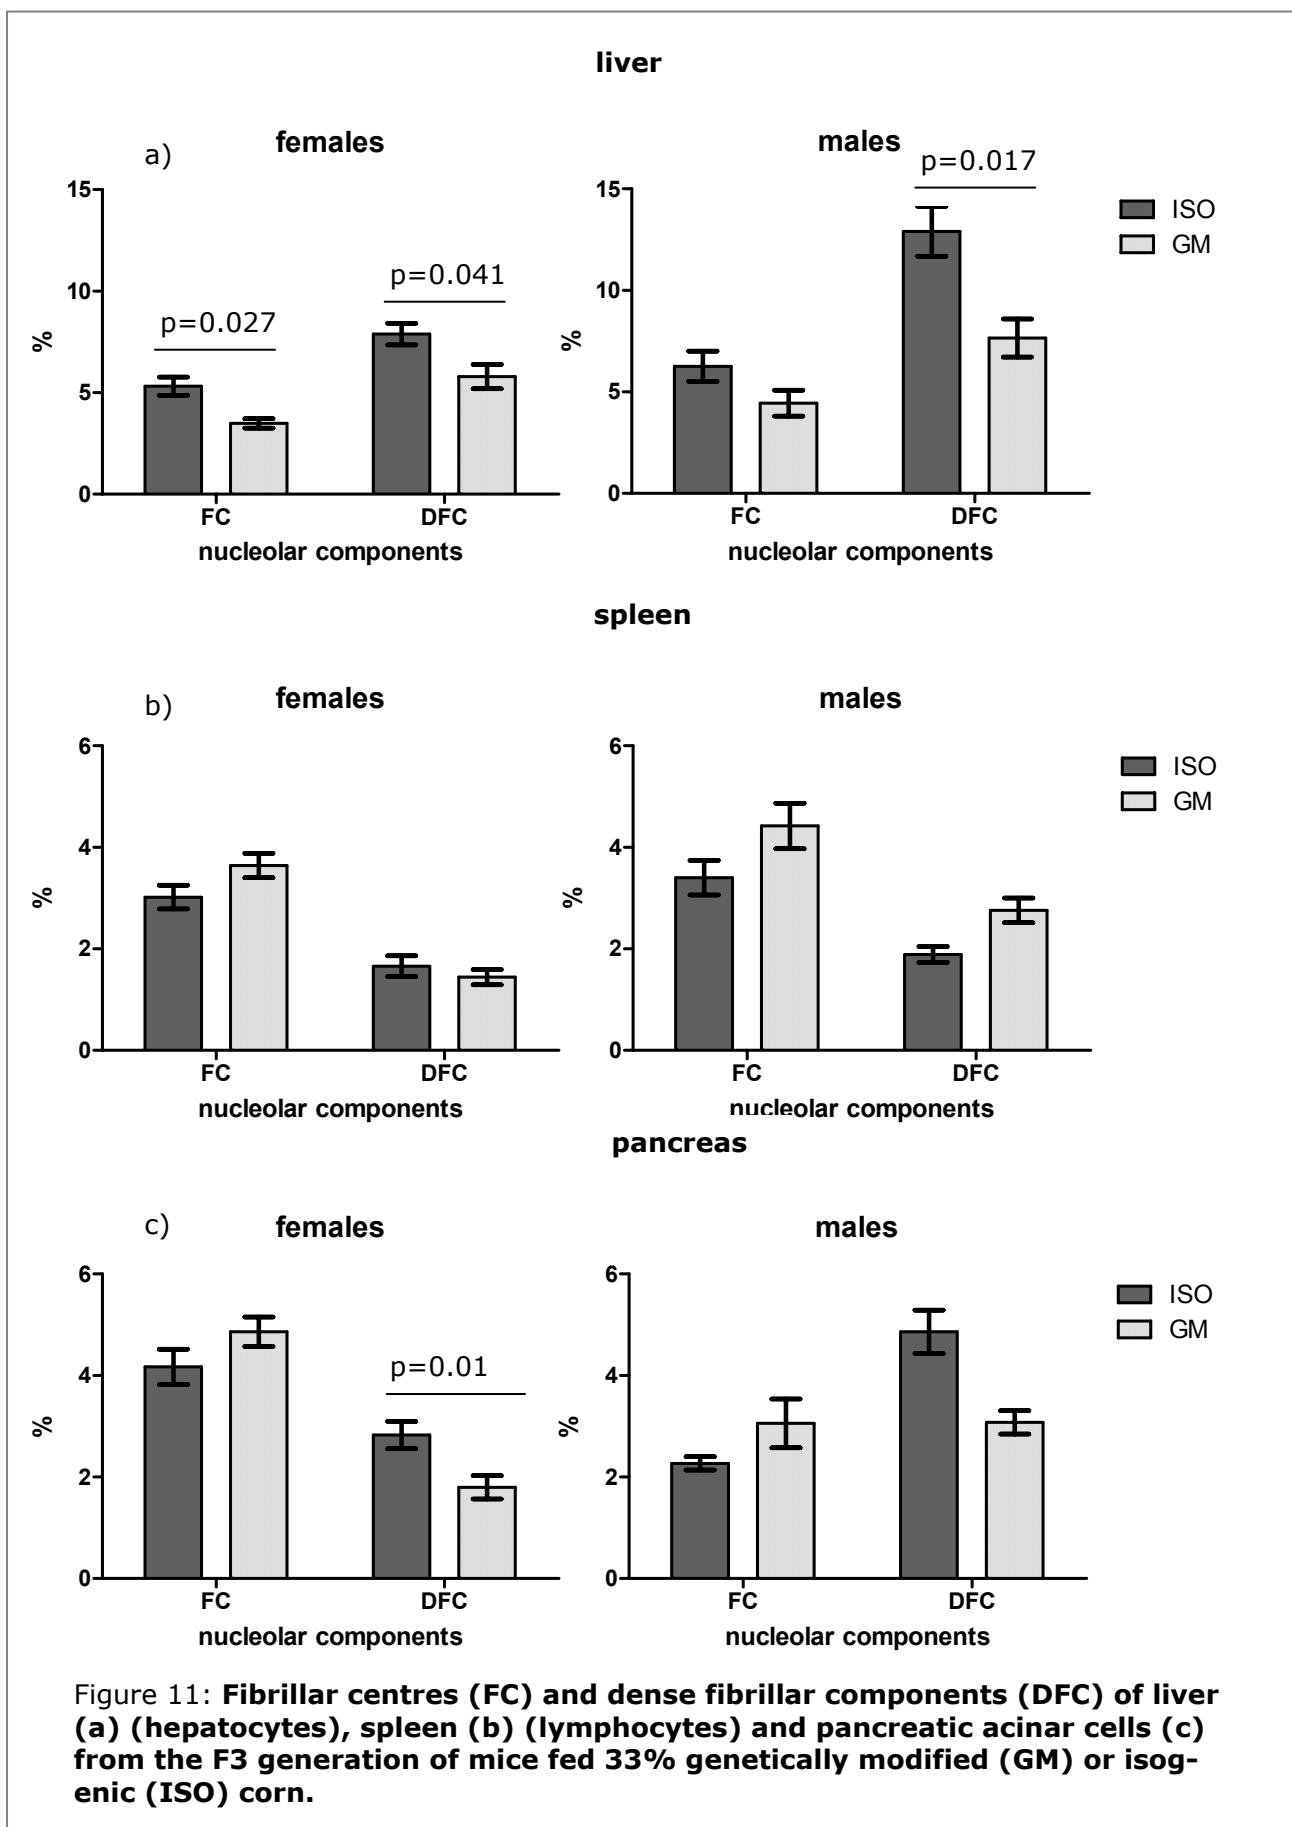 liver
a)
females
15
10
5
0
%
p=0.027
p=0.041
FC
DFC
nucleolar components
males
15
10
5
0
%
p=0.017
FC
DFC
nucleolar components
ISO
GM
spleen
b)
females
6
4
2
0
%
FC
DFC
nucleolar components
males
6
4
2
0
%
FC
DFC
nucleolar components
ISO
GM
pancreas
c)
females
6
4
2
0
%
p=0.01
FC
DFC
nucleolar components
males
6
4
2
0
%
FC
DFC
nucleolar components
ISO
GM
Figure 11: Fibrillar centres (FC) and dense fibrillar components (DFC) of liver
(a) (hepatocytes), spleen (b) (lymphocytes) and pancreatic acinar cells (c)
from the F3 generation of mice fed 33% genetically modified (GM) or isog-
enic (ISO) corn.